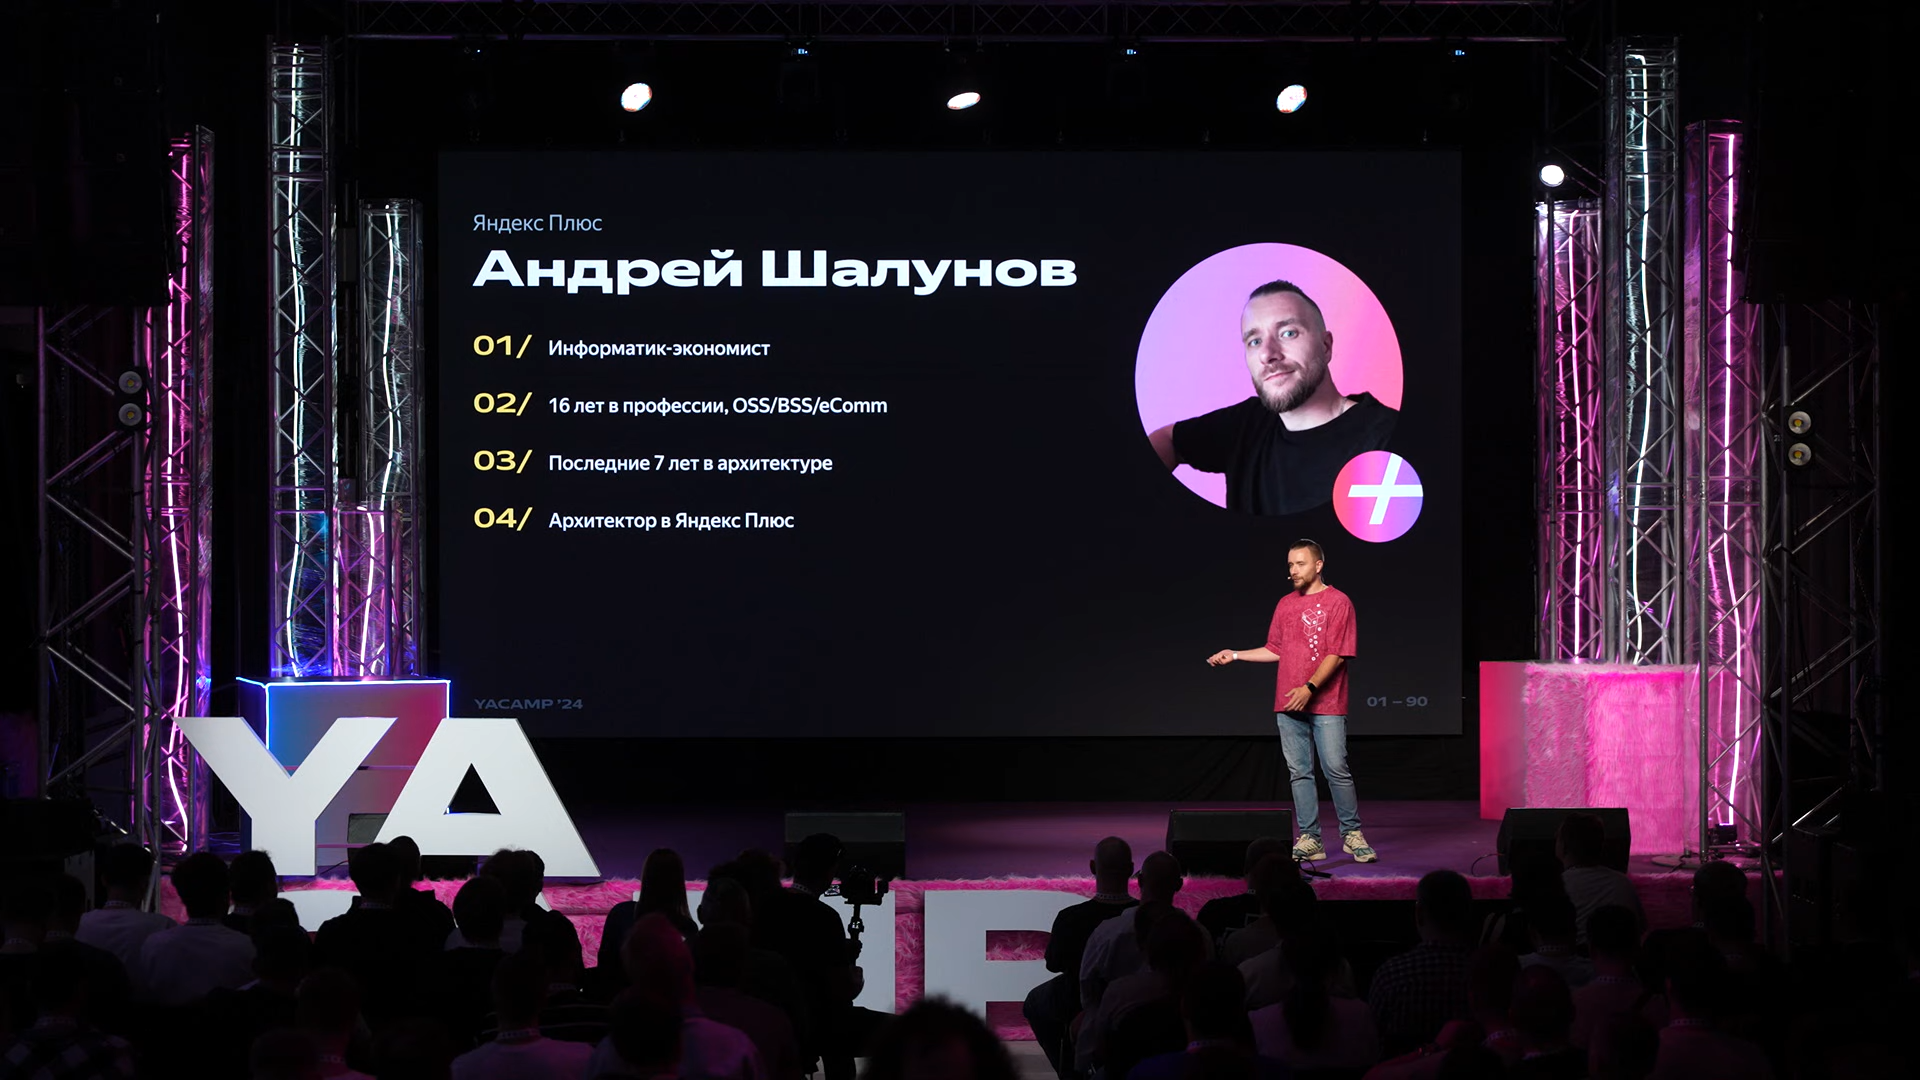 Яндекс Плюс
Андрей Шалунов
01/ Информатик-экономист
02/ 16 лет в профессии, OSS/BSS/eComm
03/ Последние 7 лет в архитектуре
04/ Архитектор в Яндекс Плюс
YACAMP '24
01 – 90
YA